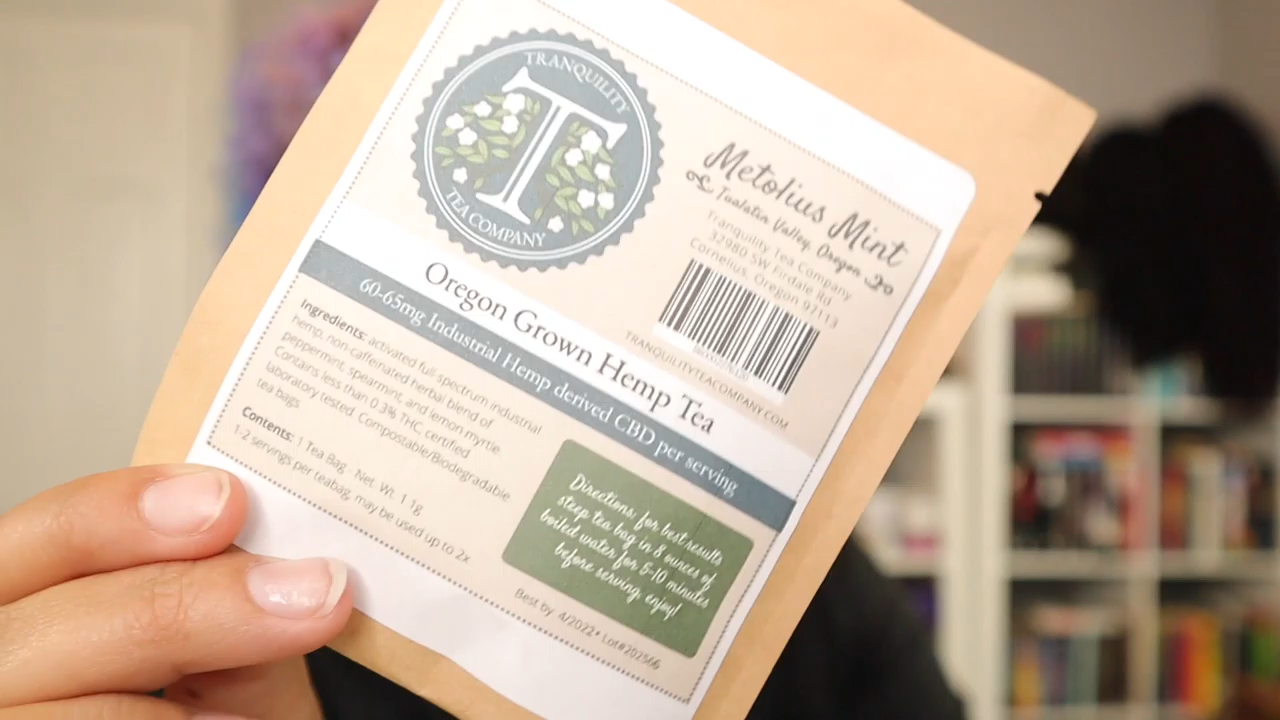 TRANQUILITY
T
TEA COMPANY
Metolius Mint
Tualatin Valley, Oregon
Tranquility Tea Company
32980 SW Firdale Rd
Cornelius, Oregon 97113
TRANQUILITYTEACOMPANY.COM
Oregon Grown Hemp Tea
60-65mg Industrial Hemp derived CBD per serving
Ingredients: activated full spectrum industrial
hemp, non-caffeinated herbal blend of
peppermint, spearmint, and lemon myrtle.
Contains less than 0.3% THC, certified
laboratory tested. Compostable/Biodegradable
tea bags
Contents: 1 Tea Bag - Net. Wt. 1.1g
1-2 servings per teabag, may be used up to 2x
Directions: for best results
steep tea bag in 8 ounces of
boiled water for 5-10 minutes
before serving, enjoy!
Best by 4/2022 • Lot#202566